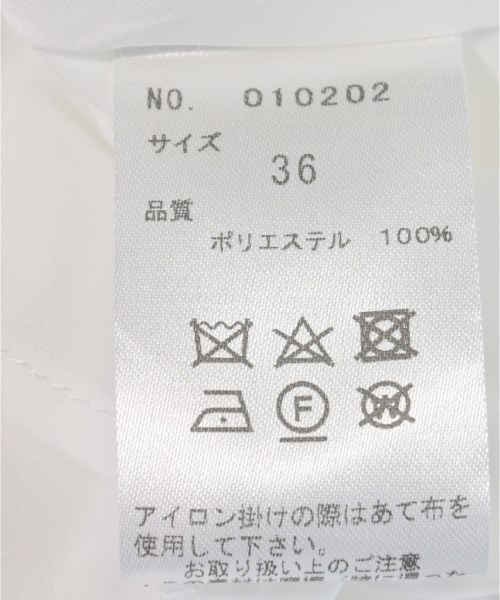 NO. 010202
サイズ
36
品質
ポリエステル 100%
F
W
アイロン掛けの際はあて布を
使用して下さい。
お取り扱い上のご注意